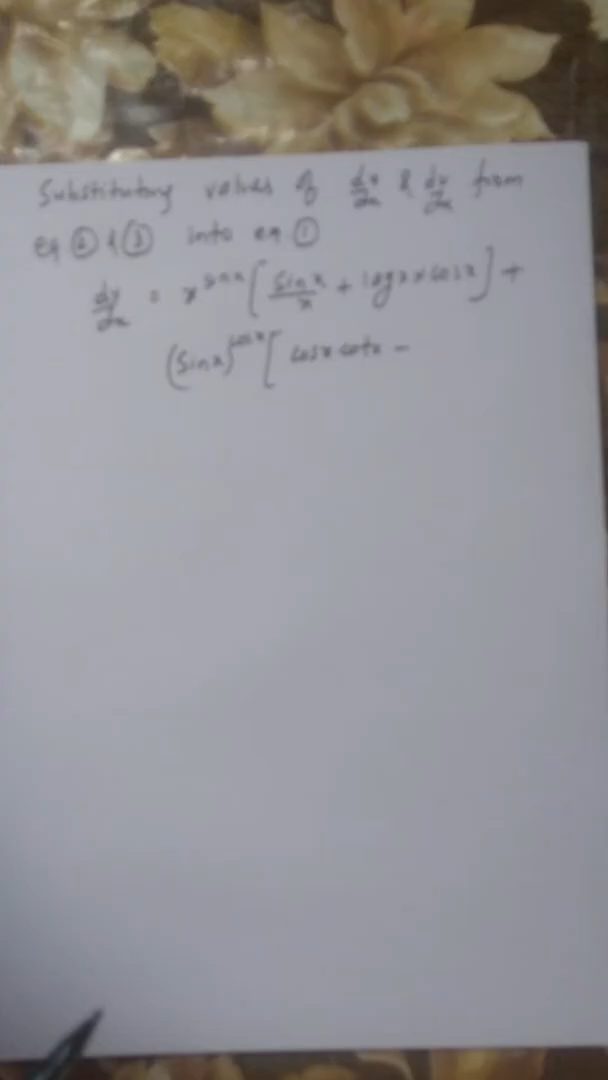 Substituting values of du/dx & dv/dx from
eq ② & ③ into eq ①
dy/dx = x^sinx [ sinx/x + logx × cosx ] +
(sinx)^cosx [ cosx cotx -